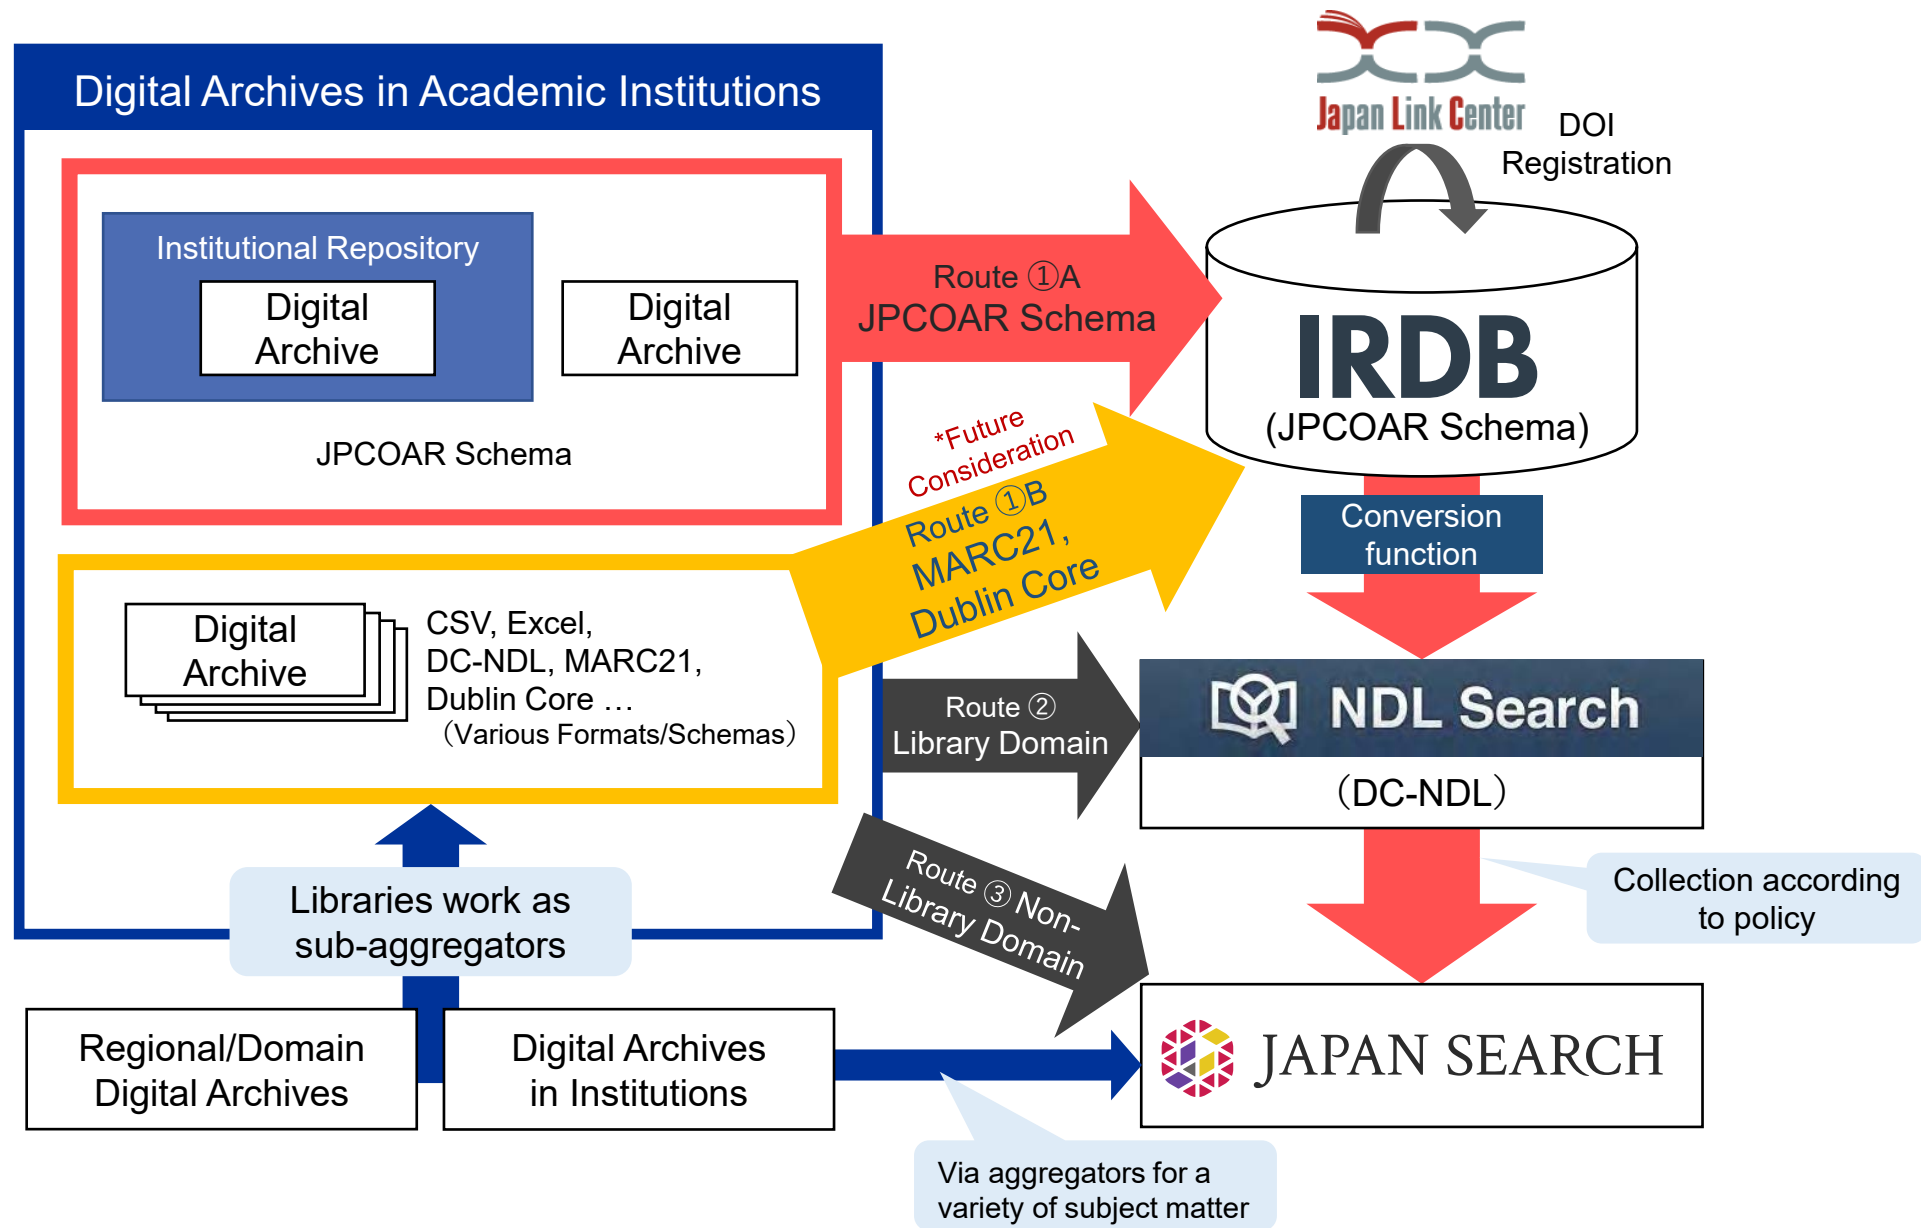 Digital Archives in Academic Institutions
Institutional Repository
Digital
Archive
Digital
Archive
JPCOAR Schema
Digital
Archive
CSV, Excel,
DC-NDL, MARC21,
Dublin Core …
（Various Formats/Schemas）
Libraries work as
sub-aggregators
Regional/Domain
Digital Archives
Digital Archives
in Institutions
Route ①A
JPCOAR Schema
*Future
Consideration
Route ①B
MARC21,
Dublin Core
Route ②
Library Domain
Route ③ Non-
Library Domain
Japan Link Center
DOI
Registration
IRDB
(JPCOAR Schema)
Conversion
function
NDL Search
（DC-NDL）
Collection according
to policy
JAPAN SEARCH
Via aggregators for a
variety of subject matter